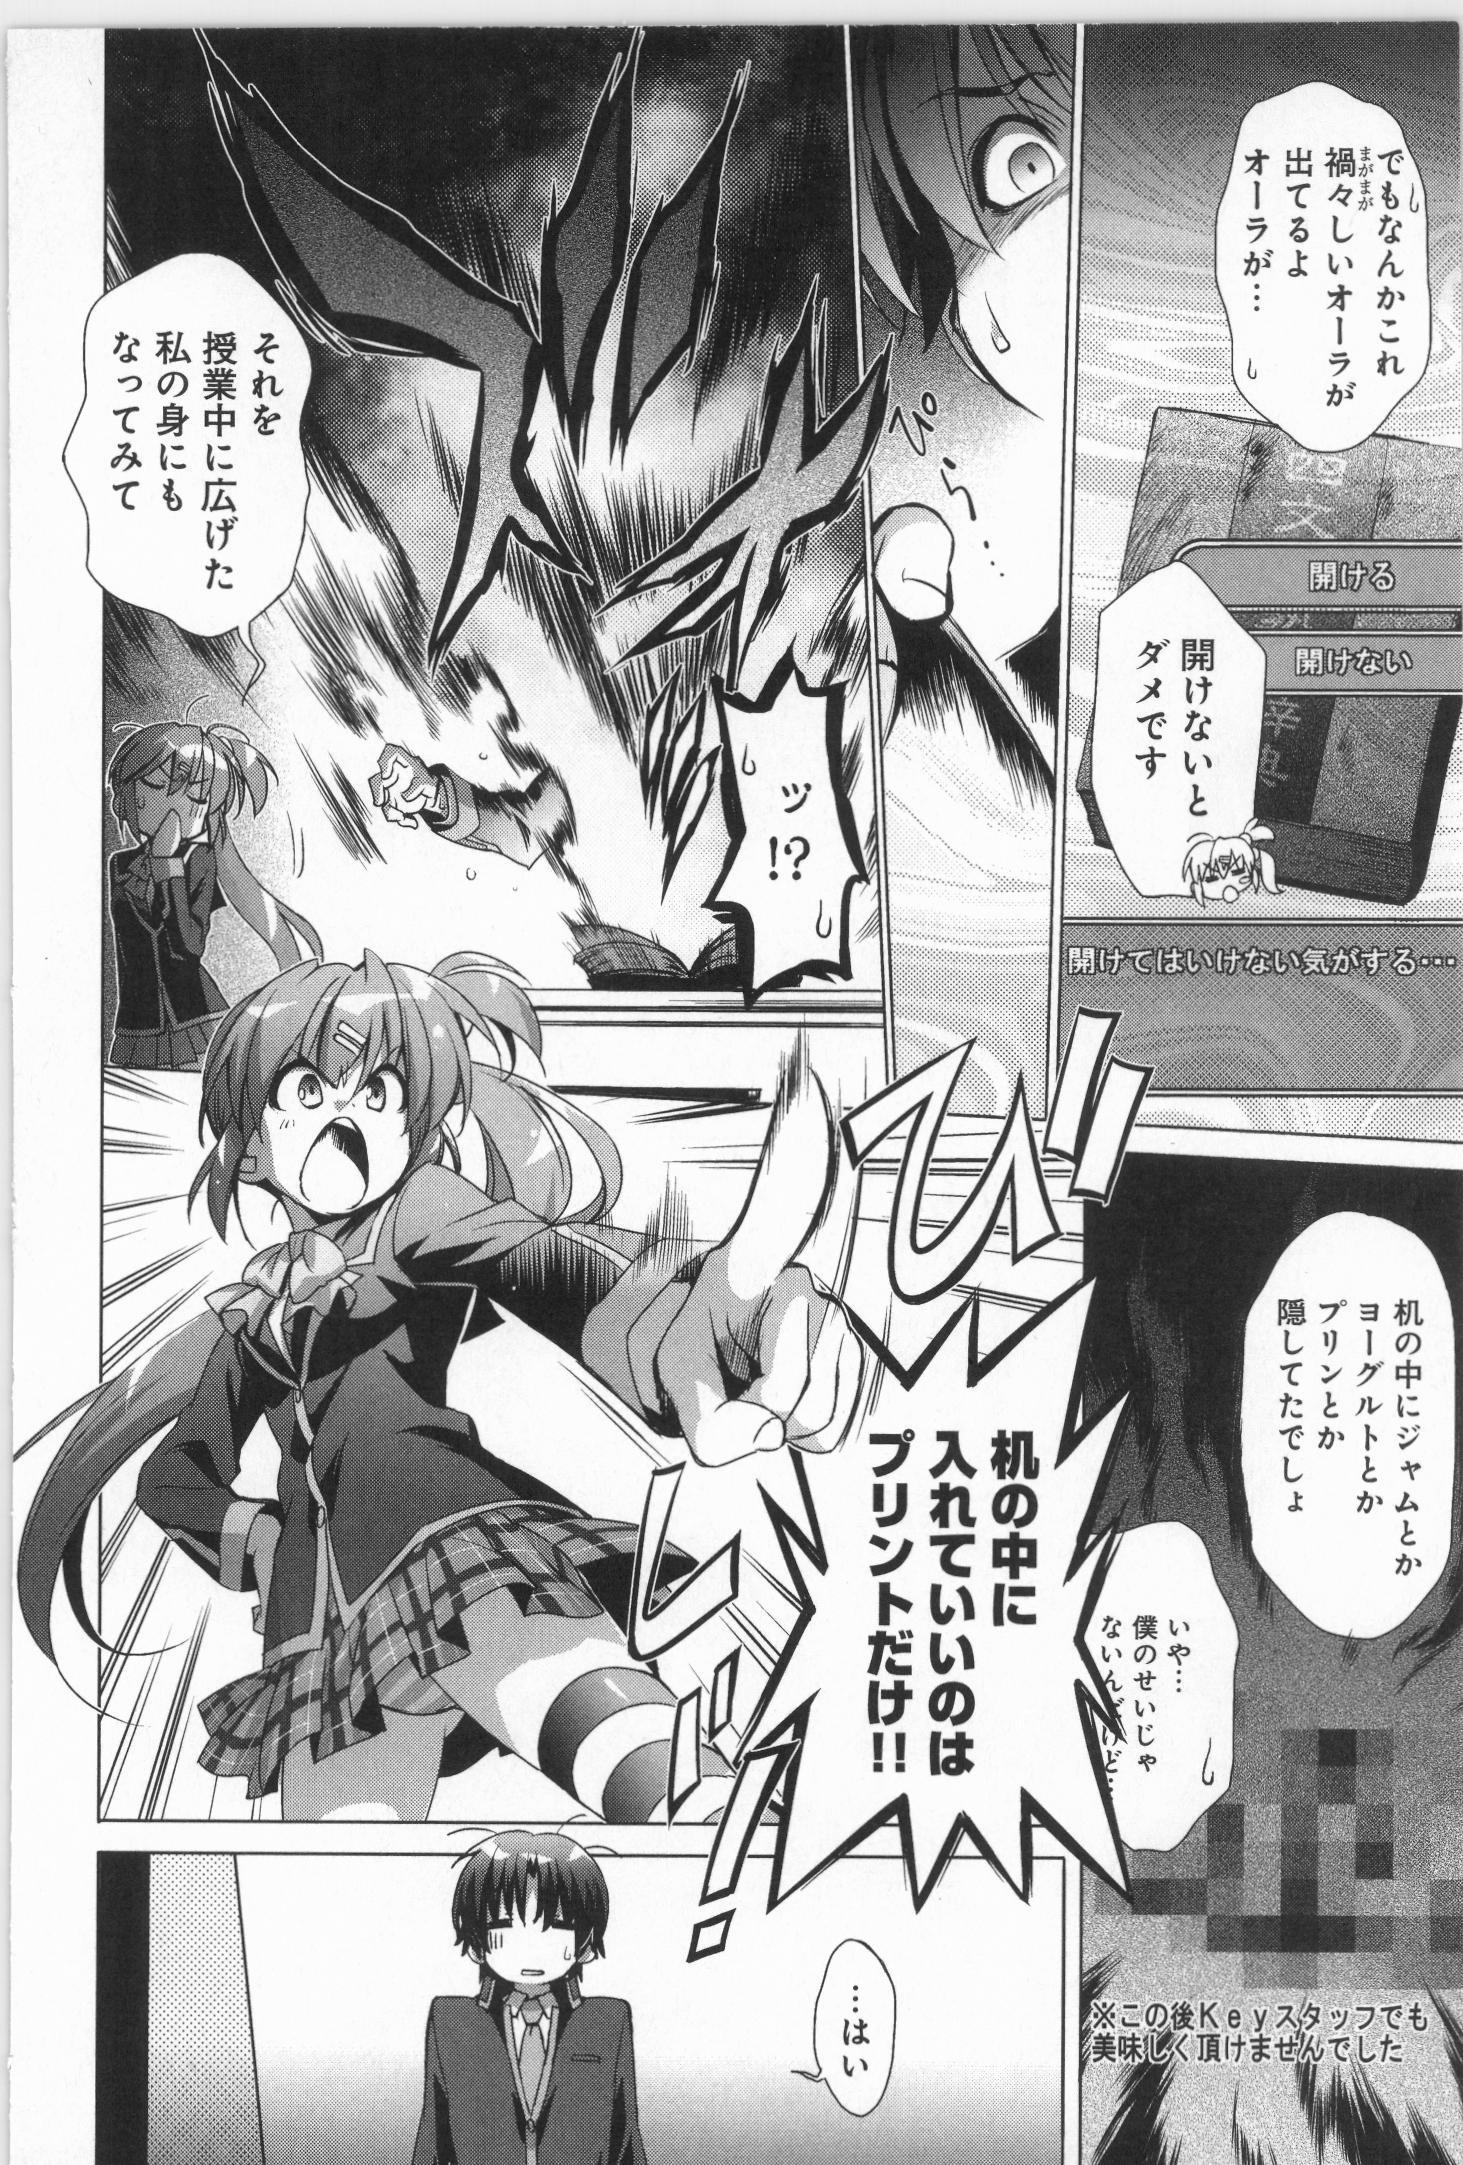 でもなんかこれ
禍々しいオーラが
出てるよ
オーラが…
まがまが
開ける
開けない
開けないと
ダメです
開けてはいけない気がする…
ぴら…
ッ!?
それを
授業中に広げた
私の身にも
なってみて
机の中にジャムとか
ヨーグルトとか
プリンとか
隠してたでしょ
いや…
僕のせいじゃ
ないんだけど…
※この後Keyスタッフでも
美味しく頂けませんでした
びし
びしぃ!
机の中に
入れていいのは
プリントだけ!!
…はい